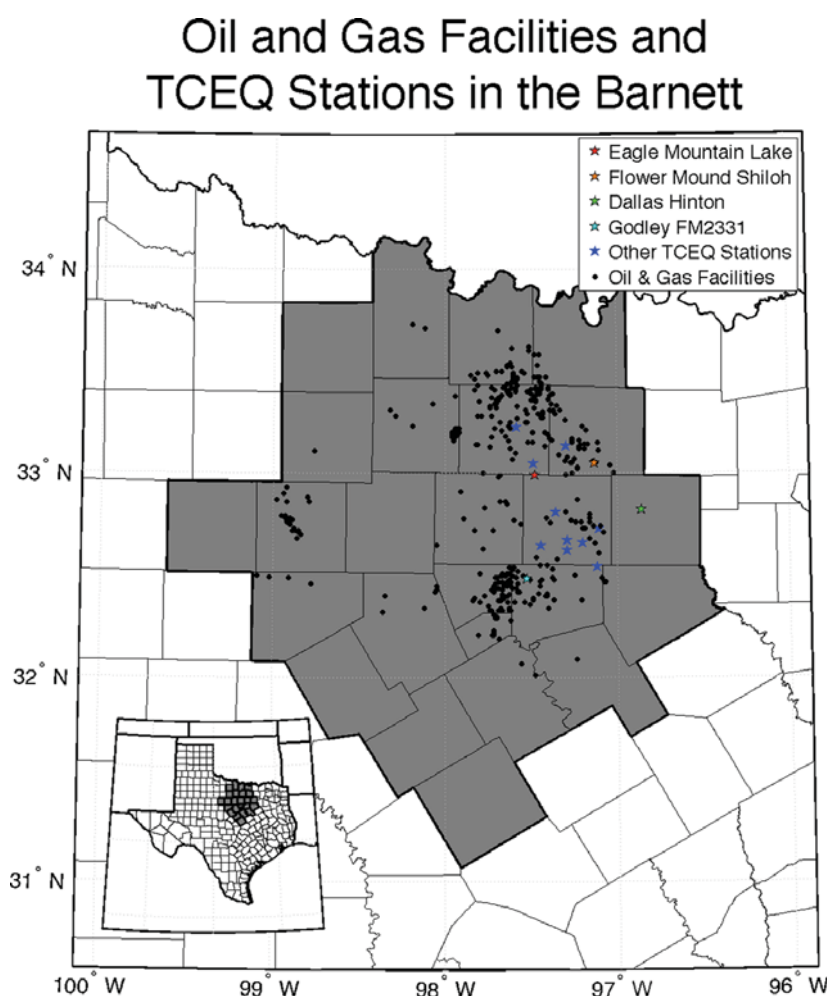 Oil and Gas Facilities and
TCEQ Stations in the Barnett
Eagle Mountain Lake
Flower Mound Shiloh
Dallas Hinton
Godley FM2331
Other TCEQ Stations
Oil & Gas Facilities
34° N
33° N
32° N
31° N
100° W 99° W 98° W 97° W 96° W